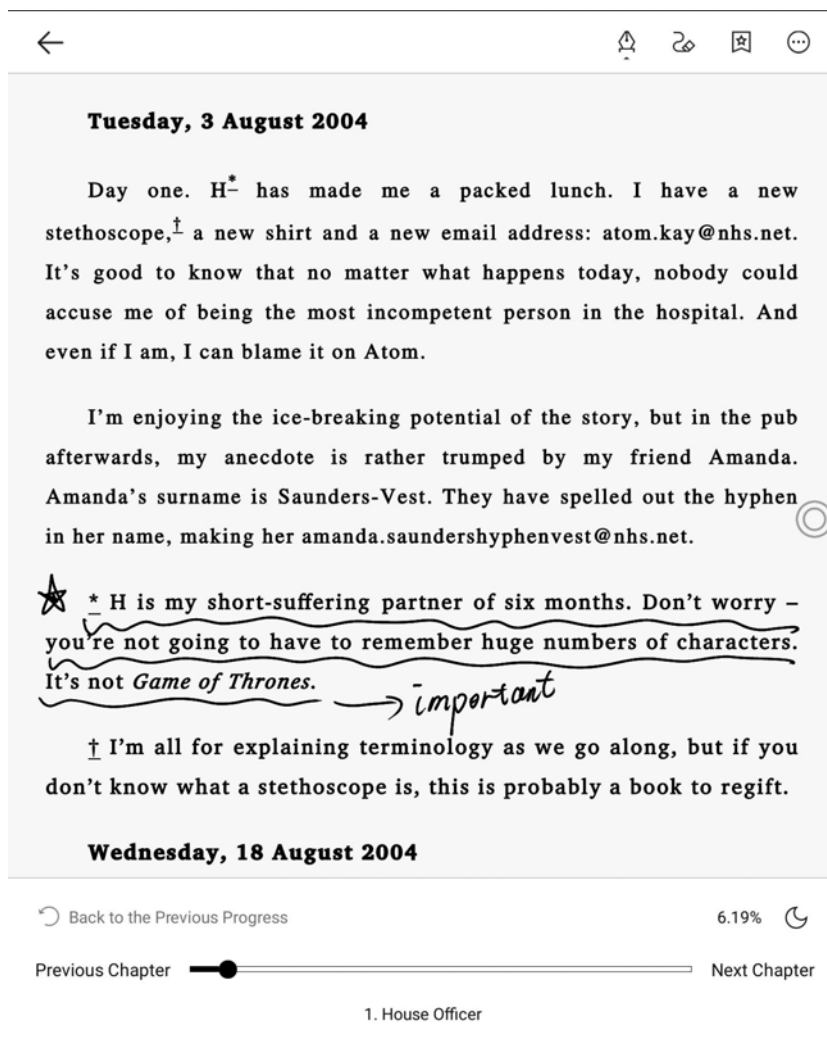 Tuesday, 3 August 2004
Day one. H* has made me a packed lunch. I have a new
stethoscope,† a new shirt and a new email address: atom.kay@nhs.net.
It’s good to know that no matter what happens today, nobody could
accuse me of being the most incompetent person in the hospital. And
even if I am, I can blame it on Atom.
I’m enjoying the ice-breaking potential of the story, but in the pub
afterwards, my anecdote is rather trumped by my friend Amanda.
Amanda’s surname is Saunders-Vest. They have spelled out the hyphen
in her name, making her amanda.saundershyphenvest@nhs.net.
* H is my short-suffering partner of six months. Don’t worry –
you’re not going to have to remember huge numbers of characters.
It’s not Game of Thrones.
important
† I’m all for explaining terminology as we go along, but if you
don’t know what a stethoscope is, this is probably a book to regift.
Wednesday, 18 August 2004
Back to the Previous Progress
6.19%
Previous Chapter
Next Chapter
1. House Officer